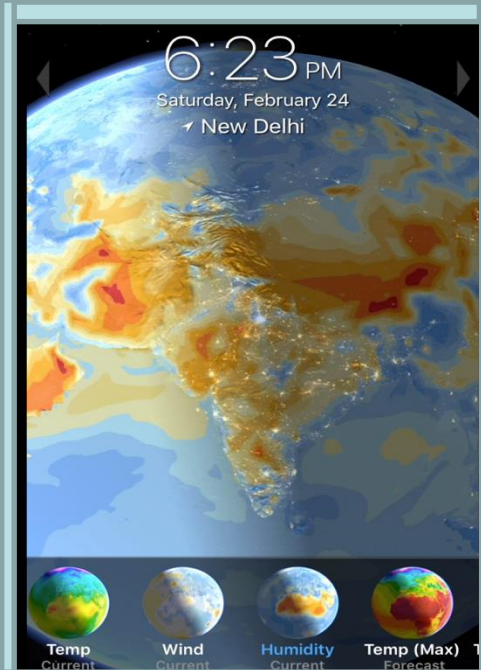 6:23 PM
Saturday, February 24
New Delhi
Temp Wind Humidity Temp (Max) T
Current Current Current Forecast